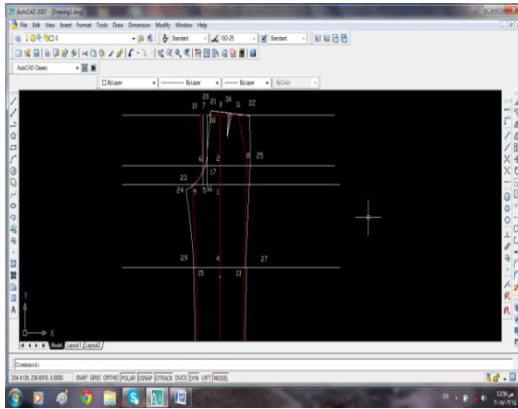 AutoCAD 2007 - [Drawing1.dwg]
File Edit View Insert Format Tools Draw Dimension Modify Window Help
0 Standard ISO-25 Standard
AutoCAD Classic
ByLayer ByLayer ByLayer ByColor
20 30
10 7 21 11 22
6 2 8 25
17
23
24 9 5 1
29 4 27
15 13
Y
X
Model Layout1 Layout2
Command:
SNAP GRID ORTHO POLAR OSNAP OTRACK DUCS DYN LWT MODEL